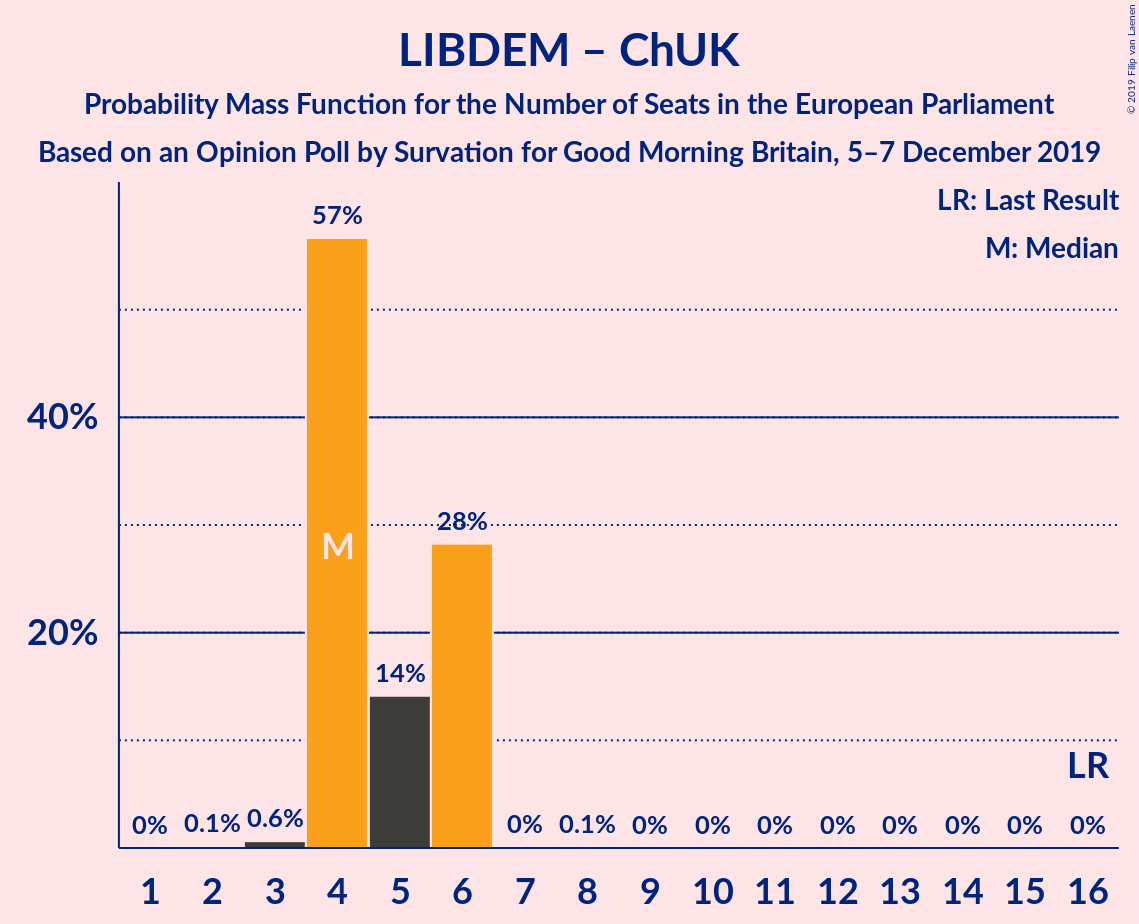 © 2019 Filip van Laenen
LIBDEM – ChUK
Probability Mass Function for the Number of Seats in the European Parliament
Based on an Opinion Poll by Survation for Good Morning Britain, 5–7 December 2019
LR: Last Result
M: Median
57%
40%
28%
M
20%
14%
LR
0% 0.1% 0.6% 0% 0.1% 0% 0% 0% 0% 0% 0% 0% 0%
1 2 3 4 5 6 7 8 9 10 11 12 13 14 15 16